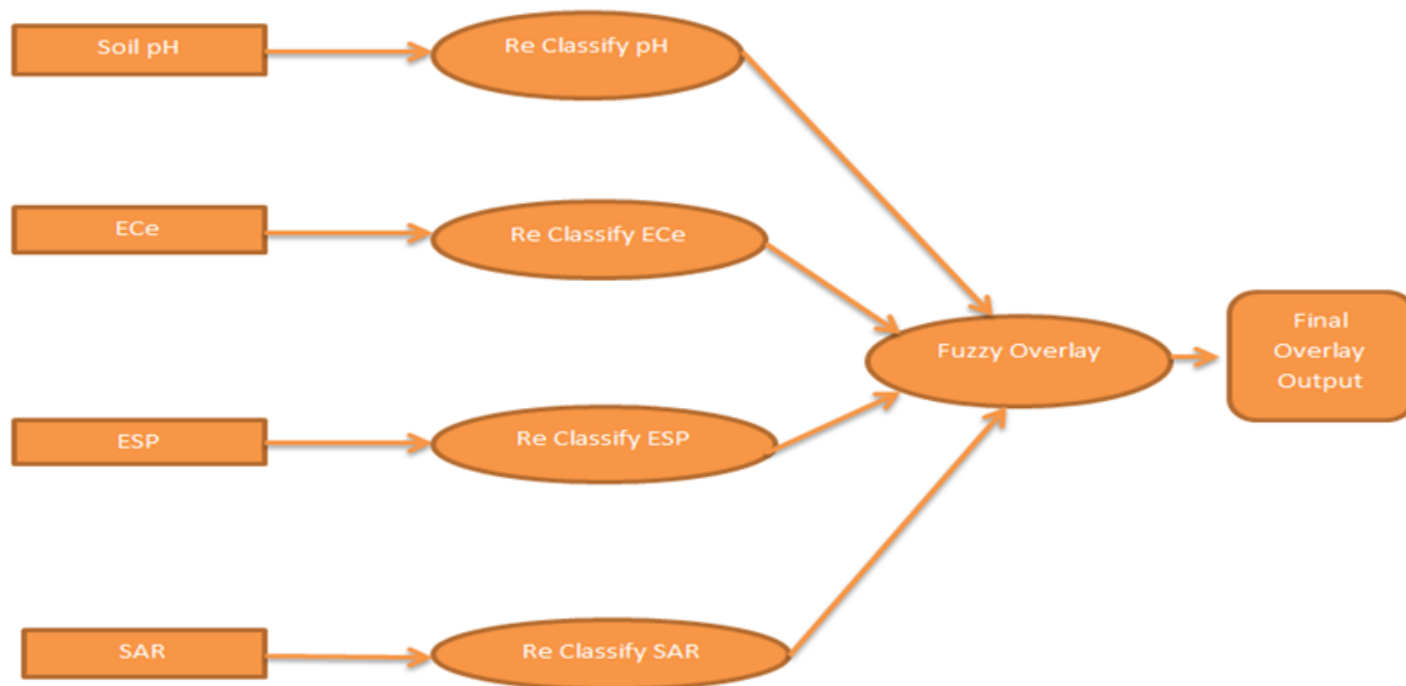 Soil pH
Re Classify pH
ECe
Re Classify ECe
Fuzzy Overlay
Final
Overlay
Output
ESP
Re Classify ESP
SAR
Re Classify SAR